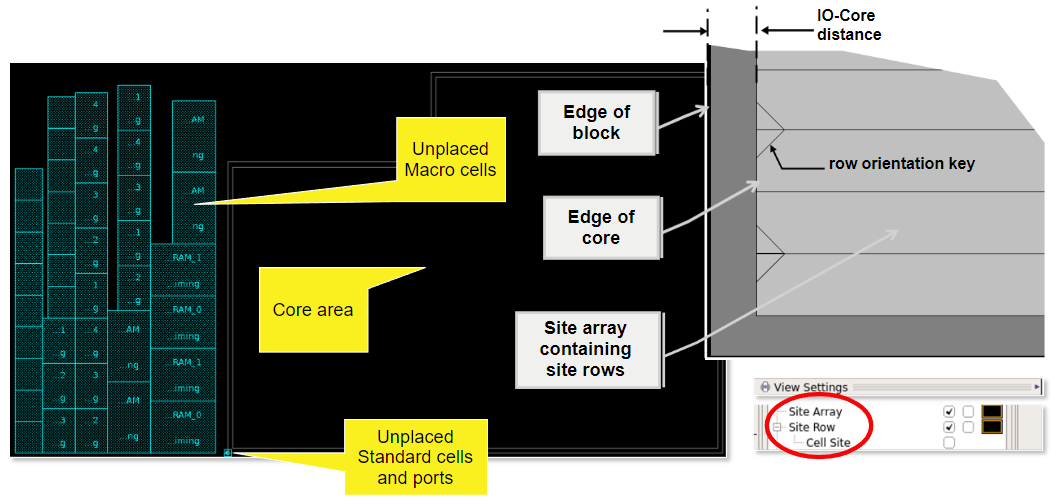 IO-Core
distance
Edge of
block
row orientation key
Unplaced
Macro cells
Edge of
core
Core area
Site array
containing
site rows
Unplaced
Standard cells
and ports
4
g
4
g
3
g
..2
g
1
g
..1
g
..4
g
..3
g
..1
g
..2
..g
AM
ng
AM
ng
...RAM_1
...iming
...RAM_0
...iming
...RAM_1
...iming
...RAM_0
...iming
...1
...g
..2
...g
..3
...g
..4
g
..3
g
..2
..g
...AM
...ng
...AM
...ng
View Settings
Site Array
Site Row
Cell Site